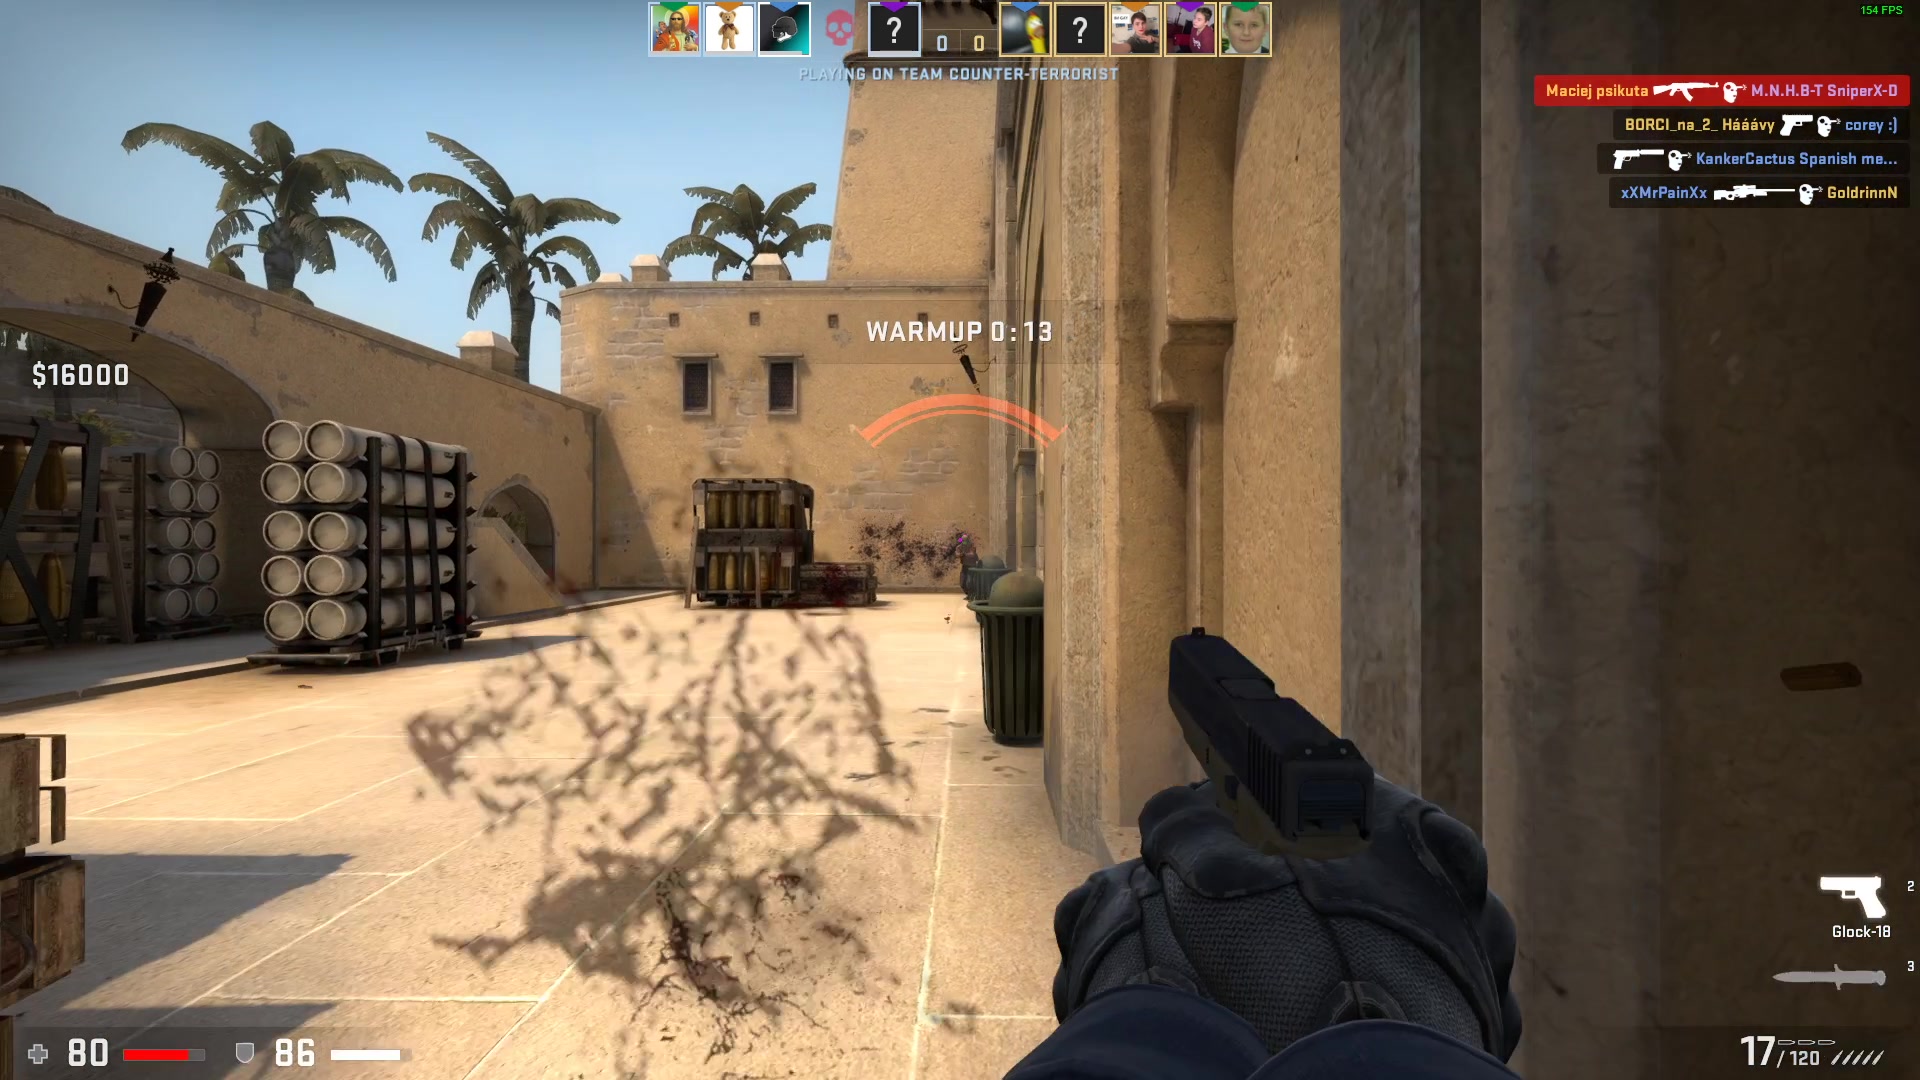 154 FPS
? 0 0 ?
PLAYING ON TEAM COUNTER-TERRORIST
Maciej psikuta M.N.H.B-T SniperX-D
BORCI_na_2_ Hááávy corey :)
KankerCactus Spanish me...
xXMrPainXx GoldrinnN
WARMUP 0:13
$16000
2
Glock-18
3
80 86
17/120